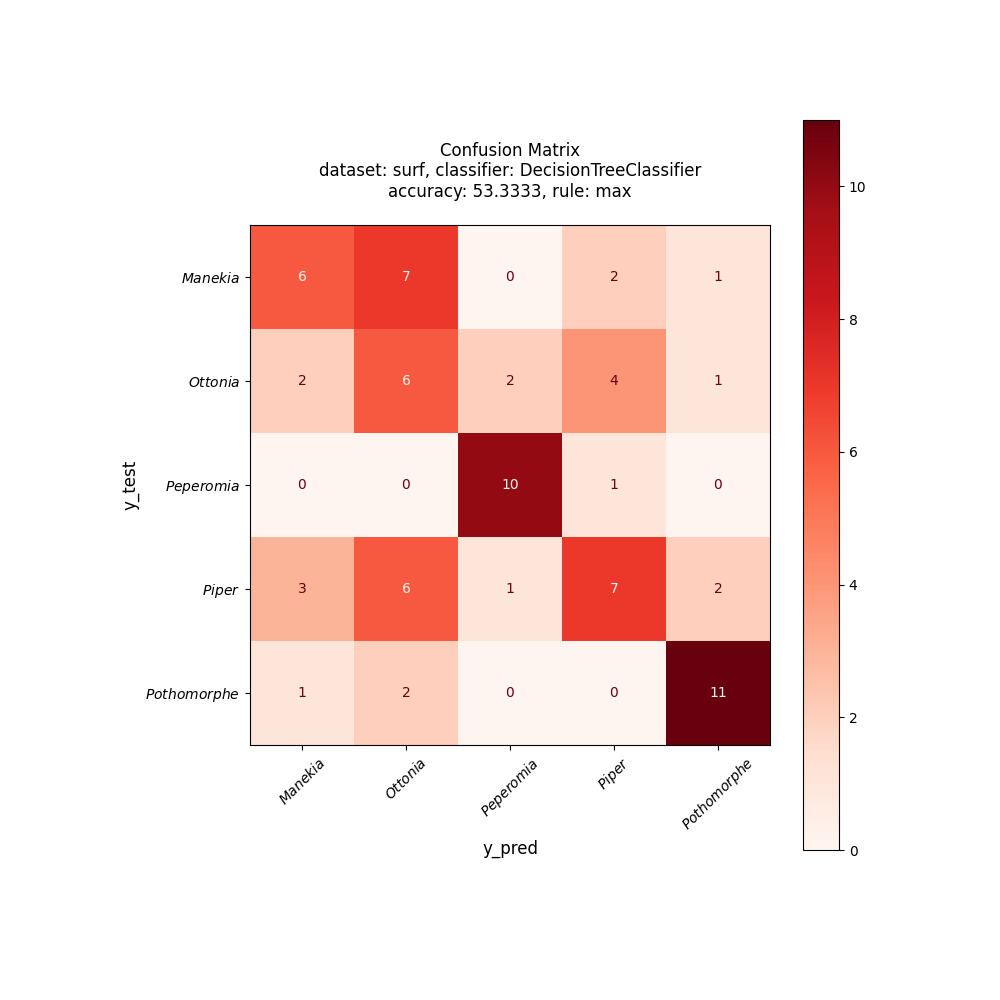 Confusion Matrix
dataset: surf, classifier: DecisionTreeClassifier
accuracy: 53.3333, rule: max
y_test
Manekia 6 7 0 2 1
Ottonia 2 6 2 4 1
Peperomia 0 0 10 1 0
Piper 3 6 1 7 2
Pothomorphe 1 2 0 0 11
Manekia Ottonia Peperomia Piper Pothomorphe
y_pred
10
8
6
4
2
0